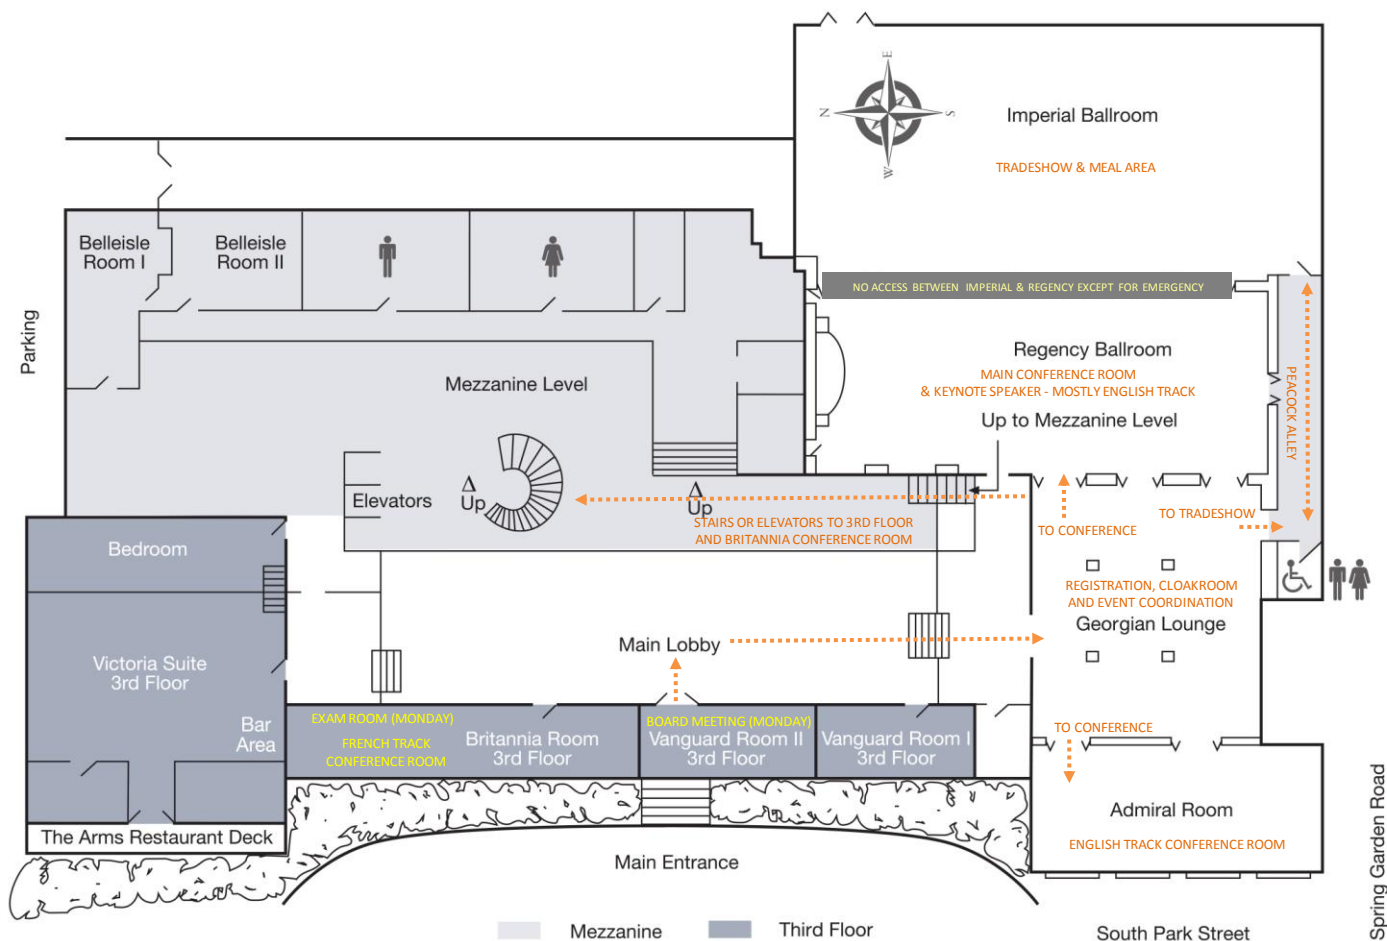 E
N
S
W
Imperial Ballroom
TRADESHOW & MEAL AREA
Belleisle
Room I
Belleisle
Room II
NO ACCESS BETWEEN IMPERIAL & REGENCY EXCEPT FOR EMERGENCY
Parking
Regency Ballroom
MAIN CONFERENCE ROOM
& KEYNOTE SPEAKER - MOSTLY ENGLISH TRACK
Mezzanine Level
Up to Mezzanine Level
PEACOCK ALLEY
Elevators
Δ
Up
Δ
Up
STAIRS OR ELEVATORS TO 3RD FLOOR
AND BRITANNIA CONFERENCE ROOM
TO CONFERENCE
TO TRADESHOW
Bedroom
REGISTRATION, CLOAKROOM
AND EVENT COORDINATION
Georgian Lounge
Main Lobby
Victoria Suite
3rd Floor
Bar
Area
EXAM ROOM (MONDAY)
FRENCH TRACK
CONFERENCE ROOM
Britannia Room
3rd Floor
BOARD MEETING (MONDAY)
Vanguard Room II
3rd Floor
Vanguard Room I
3rd Floor
TO CONFERENCE
Admiral Room
ENGLISH TRACK CONFERENCE ROOM
The Arms Restaurant Deck
Main Entrance
Spring Garden Road
Mezzanine
Third Floor
South Park Street